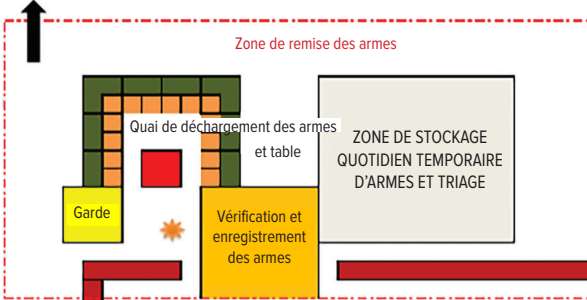 Zone de remise des armes
Quai de déchargement des armes
et table
ZONE DE STOCKAGE
QUOTIDIEN TEMPORAIRE
D'ARMES ET TRIAGE
Garde
Vérification et
enregistrement
des armes